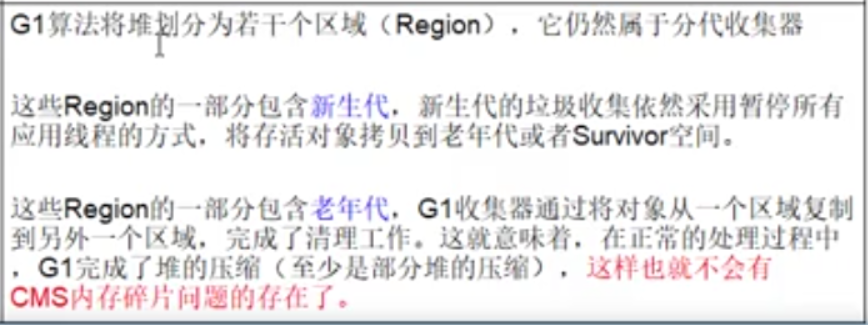 G1算法将堆划分为若干个区域（Region），它仍然属于分代收集器
这些Region的一部分包含新生代，新生代的垃圾收集依然采用暂停所有
应用线程的方式，将存活对象拷贝到老年代或者Survivor空间。
这些Region的一部分包含老年代，G1收集器通过将对象从一个区域复制
到另外一个区域，完成了清理工作。这就意味着，在正常的处理过程中
，G1完成了堆的压缩（至少是部分堆的压缩），这样也就不会有
CMS内存碎片问题的存在了。